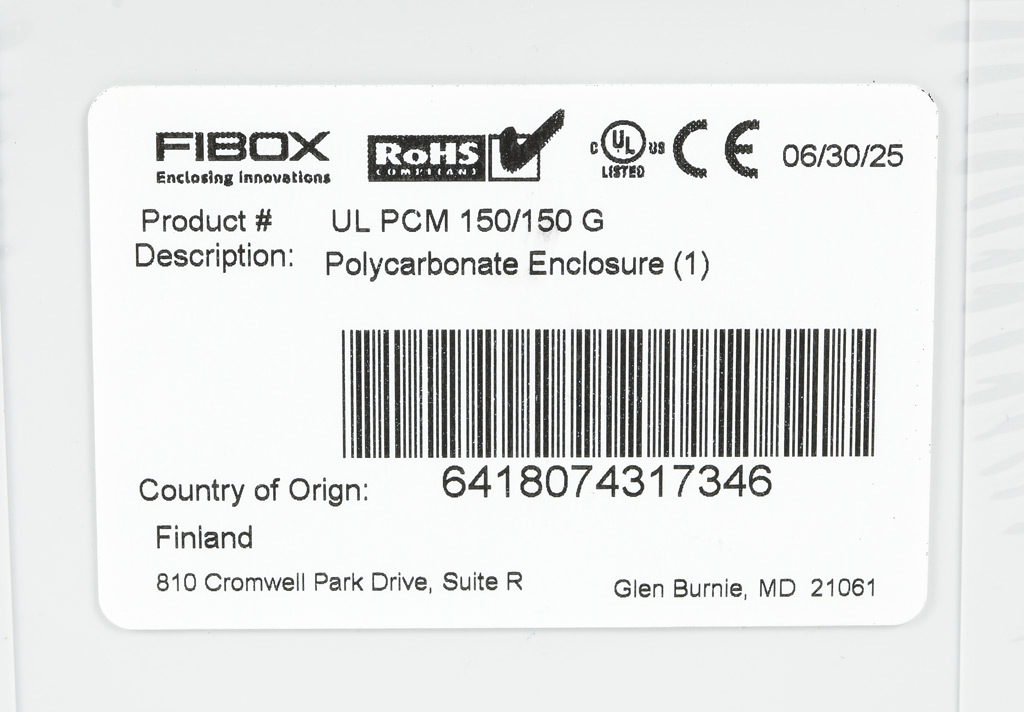 FIBOX
Enclosing Innovations
RoHS
COMPLIANT
c UL US
LISTED
CE
06/30/25
Product # UL PCM 150/150 G
Description: Polycarbonate Enclosure (1)
6418074317346
Country of Orign:
Finland
810 Cromwell Park Drive, Suite R Glen Burnie, MD 21061